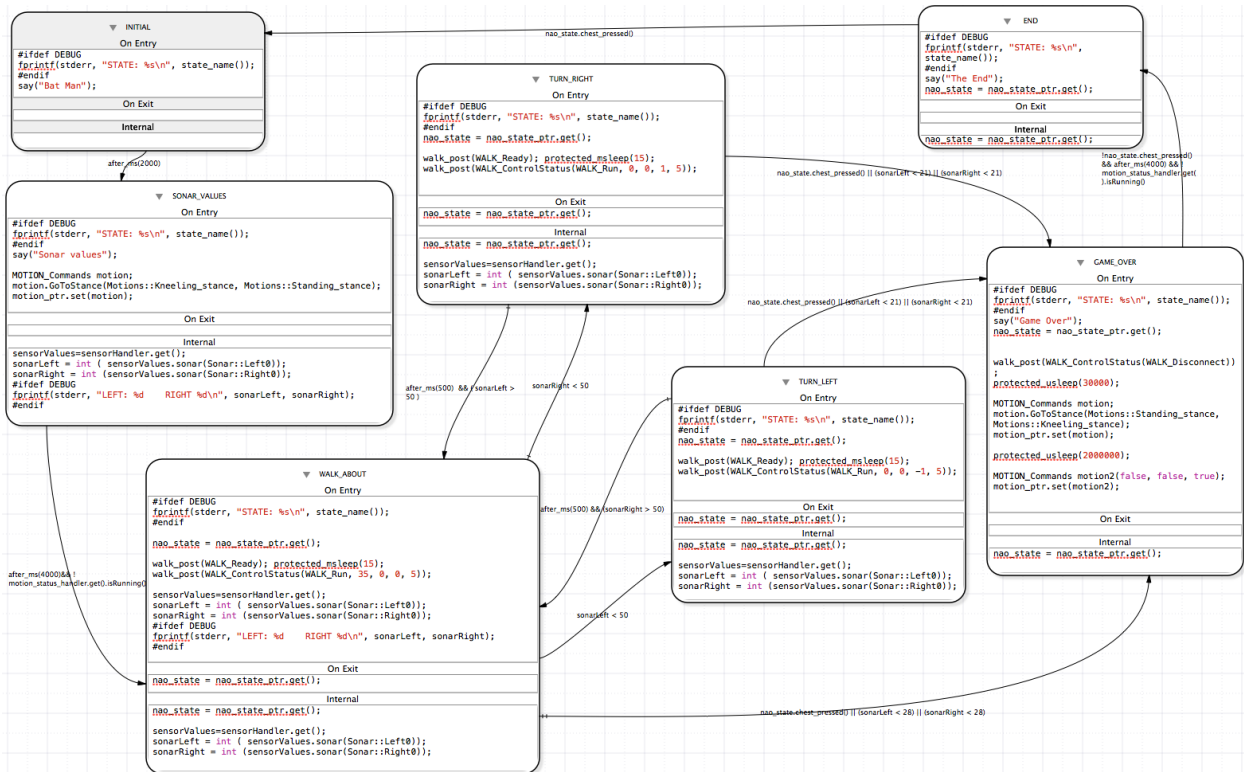 INITIAL
On Entry
#ifdef DEBUG
fprintf(stderr, "STATE: %s\n", state_name());
#endif
say("Bat Man");
On Exit
Internal
after_ms(2000)
nao_state.chest_pressed()
END
On Entry
#ifdef DEBUG
fprintf(stderr, "STATE: %s\n",
state_name());
#endif
say("The End");
nao_state = nao_state_ptr.get();
On Exit
Internal
nao_state = nao_state_ptr.get();
TURN_RIGHT
On Entry
#ifdef DEBUG
fprintf(stderr, "STATE: %s\n", state_name());
#endif
nao_state = nao_state_ptr.get();
walk_post(WALK_Ready); protected_msleep(15);
walk_post(WALK_ControlStatus(WALK_Run, 0, 0, 1, 5));
On Exit
nao_state = nao_state_ptr.get();
Internal
nao_state = nao_state_ptr.get();
sensorValues=sensorHandler.get();
sonarLeft = int ( sensorValues.sonar(Sonar::Left0));
sonarRight = int (sensorValues.sonar(Sonar::Right0));
nao_state.chest_pressed() || (sonarLeft < 21) || (sonarRight < 21)
!nao_state.chest_pressed()
&& after_ms(4000) && !
motion_status_handler.get(
).isRunning()
SONAR_VALUES
On Entry
#ifdef DEBUG
fprintf(stderr, "STATE: %s\n", state_name());
#endif
say("Sonar values");
MOTION_Commands motion;
motion.GoToStance(Motions::Kneeling_stance, Motions::Standing_stance);
motion_ptr.set(motion);
On Exit
Internal
sensorValues=sensorHandler.get();
sonarLeft = int ( sensorValues.sonar(Sonar::Left0));
sonarRight = int (sensorValues.sonar(Sonar::Right0));
#ifdef DEBUG
fprintf(stderr, "LEFT: %d    RIGHT %d\n", sonarLeft, sonarRight);
#endif
GAME_OVER
On Entry
#ifdef DEBUG
fprintf(stderr, "STATE: %s\n", state_name());
#endif
say("Game Over");
nao_state = nao_state_ptr.get();
walk_post(WALK_ControlStatus(WALK_Disconnect))
;
protected_usleep(30000);
MOTION_Commands motion;
motion.GoToStance(Motions::Standing_stance,
Motions::Kneeling_stance);
motion_ptr.set(motion);
protected_usleep(2000000);
MOTION_Commands motion2(false, false, true);
motion_ptr.set(motion2);
On Exit
Internal
nao_state = nao_state_ptr.get();
nao_state.chest_pressed() || (sonarLeft < 21) || (sonarRight < 21)
after_ms(500)  && ( sonarLeft >
50 )
sonarRight < 50
TURN_LEFT
On Entry
#ifdef DEBUG
fprintf(stderr, "STATE: %s\n", state_name());
#endif
nao_state = nao_state_ptr.get();
walk_post(WALK_Ready); protected_msleep(15);
walk_post(WALK_ControlStatus(WALK_Run, 0, 0, -1, 5));
On Exit
nao_state = nao_state_ptr.get();
Internal
nao_state = nao_state_ptr.get();
sensorValues=sensorHandler.get();
sonarLeft = int ( sensorValues.sonar(Sonar::Left0));
sonarRight = int (sensorValues.sonar(Sonar::Right0));
WALK_ABOUT
On Entry
#ifdef DEBUG
fprintf(stderr, "STATE: %s\n", state_name());
#endif
nao_state = nao_state_ptr.get();
walk_post(WALK_Ready); protected_msleep(15);
walk_post(WALK_ControlStatus(WALK_Run, 35, 0, 0, 5));
sensorValues=sensorHandler.get();
sonarLeft = int ( sensorValues.sonar(Sonar::Left0));
sonarRight = int (sensorValues.sonar(Sonar::Right0));
#ifdef DEBUG
fprintf(stderr, "LEFT: %d    RIGHT %d\n", sonarLeft, sonarRight);
#endif
On Exit
nao_state = nao_state_ptr.get();
Internal
nao_state = nao_state_ptr.get();
sensorValues=sensorHandler.get();
sonarLeft = int ( sensorValues.sonar(Sonar::Left0));
sonarRight = int (sensorValues.sonar(Sonar::Right0));
after_ms(500) && (sonarRight > 50)
after_ms(4000)&& !
motion_status_handler.get().isRunning()
sonarLeft < 50
nao_state.chest_pressed() || (sonarLeft < 28) || (sonarRight < 28)